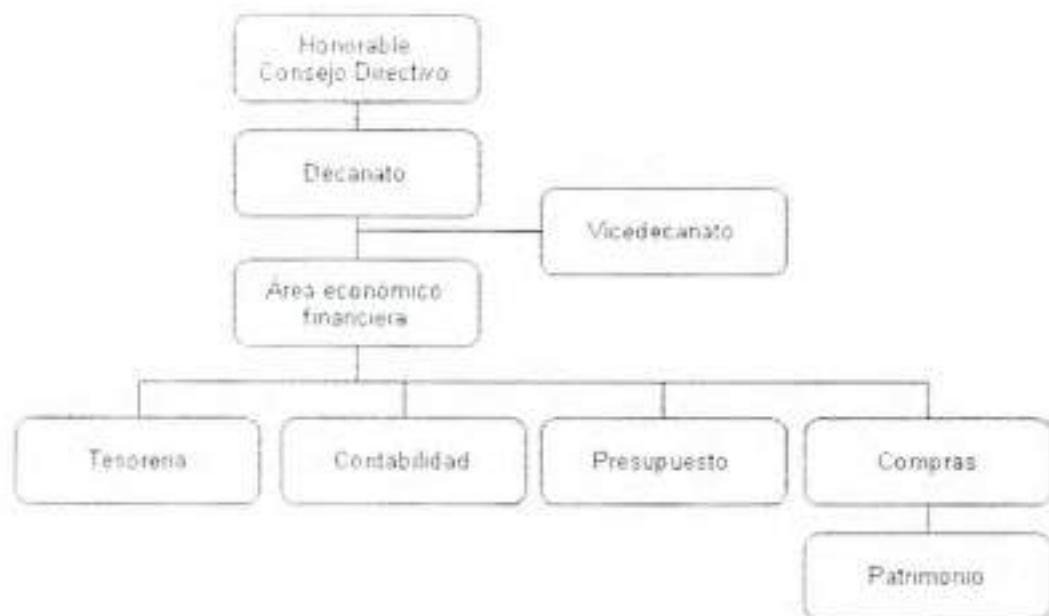 Honorable
Consejo Directivo
Decanato
Vicedecanato
Área económico
financiera
Tesorería
Contabilidad
Presupuesto
Compras
Patrimonio